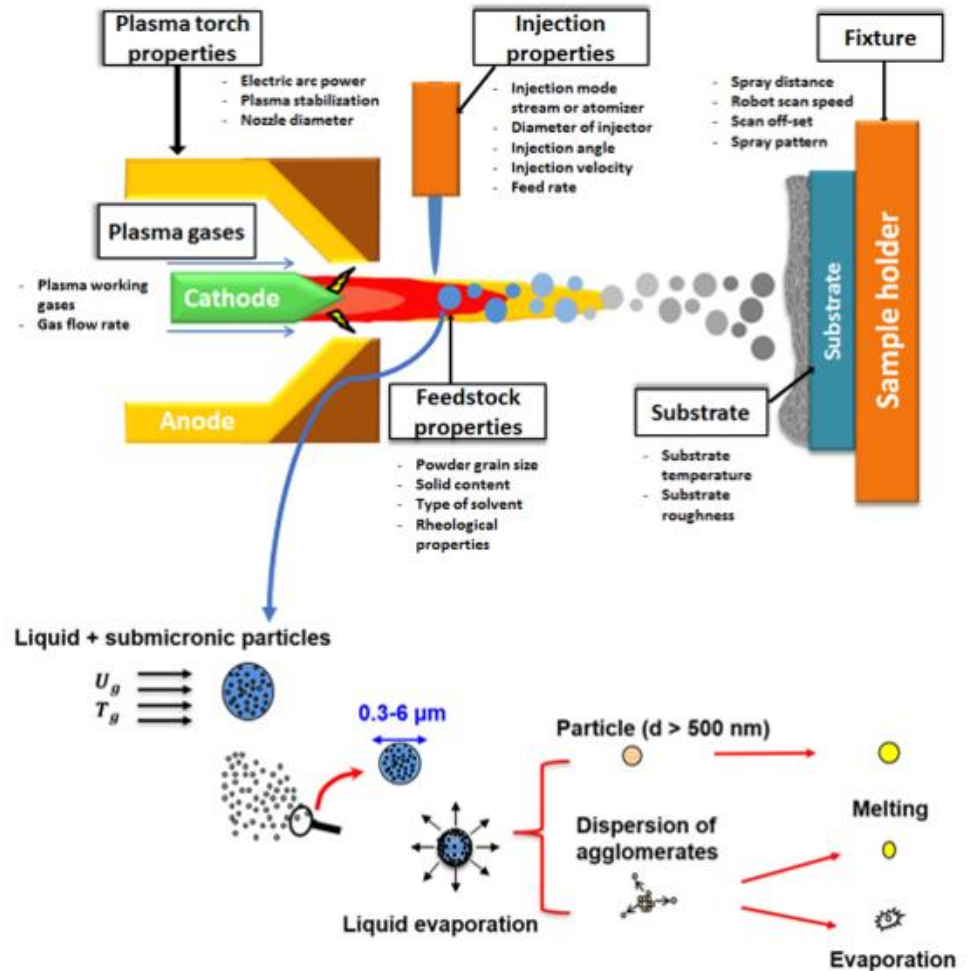 Plasma torch
properties
- Electric arc power
- Plasma stabilization
- Nozzle diameter
Injection
properties
- Injection mode
stream or atomizer
- Diameter of injector
- Injection angle
- Injection velocity
- Feed rate
Fixture
- Spray distance
- Robot scan speed
- Scan off-set
- Spray pattern
Plasma gases
- Plasma working
gases
- Gas flow rate
Cathode
Anode
Feedstock
properties
- Powder grain size
- Solid content
- Type of solvent
- Rheological
properties
Substrate
- Substrate
temperature
- Substrate
roughness
Substrate
Sample holder
Liquid + submicronic particles
U_g
T_g
0.3-6 µm
Liquid evaporation
Particle (d > 500 nm)
Dispersion of
agglomerates
Melting
Evaporation